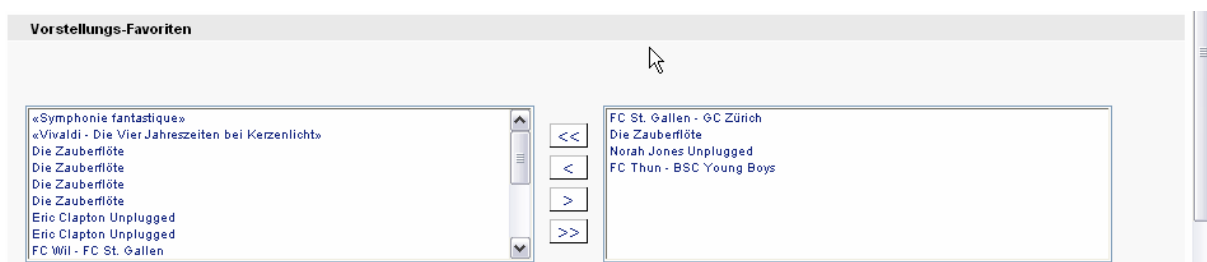 Vorstellungs-Favoriten
«Symphonie fantastique»
«Vivaldi - Die Vier Jahreszeiten bei Kerzenlicht»
Die Zauberflöte
Die Zauberflöte
Die Zauberflöte
Die Zauberflöte
Eric Clapton Unplugged
Eric Clapton Unplugged
FC Wil - FC St. Gallen
<<
<
>
>>
FC St. Gallen - GC Zürich
Die Zauberflöte
Norah Jones Unplugged
FC Thun - BSC Young Boys